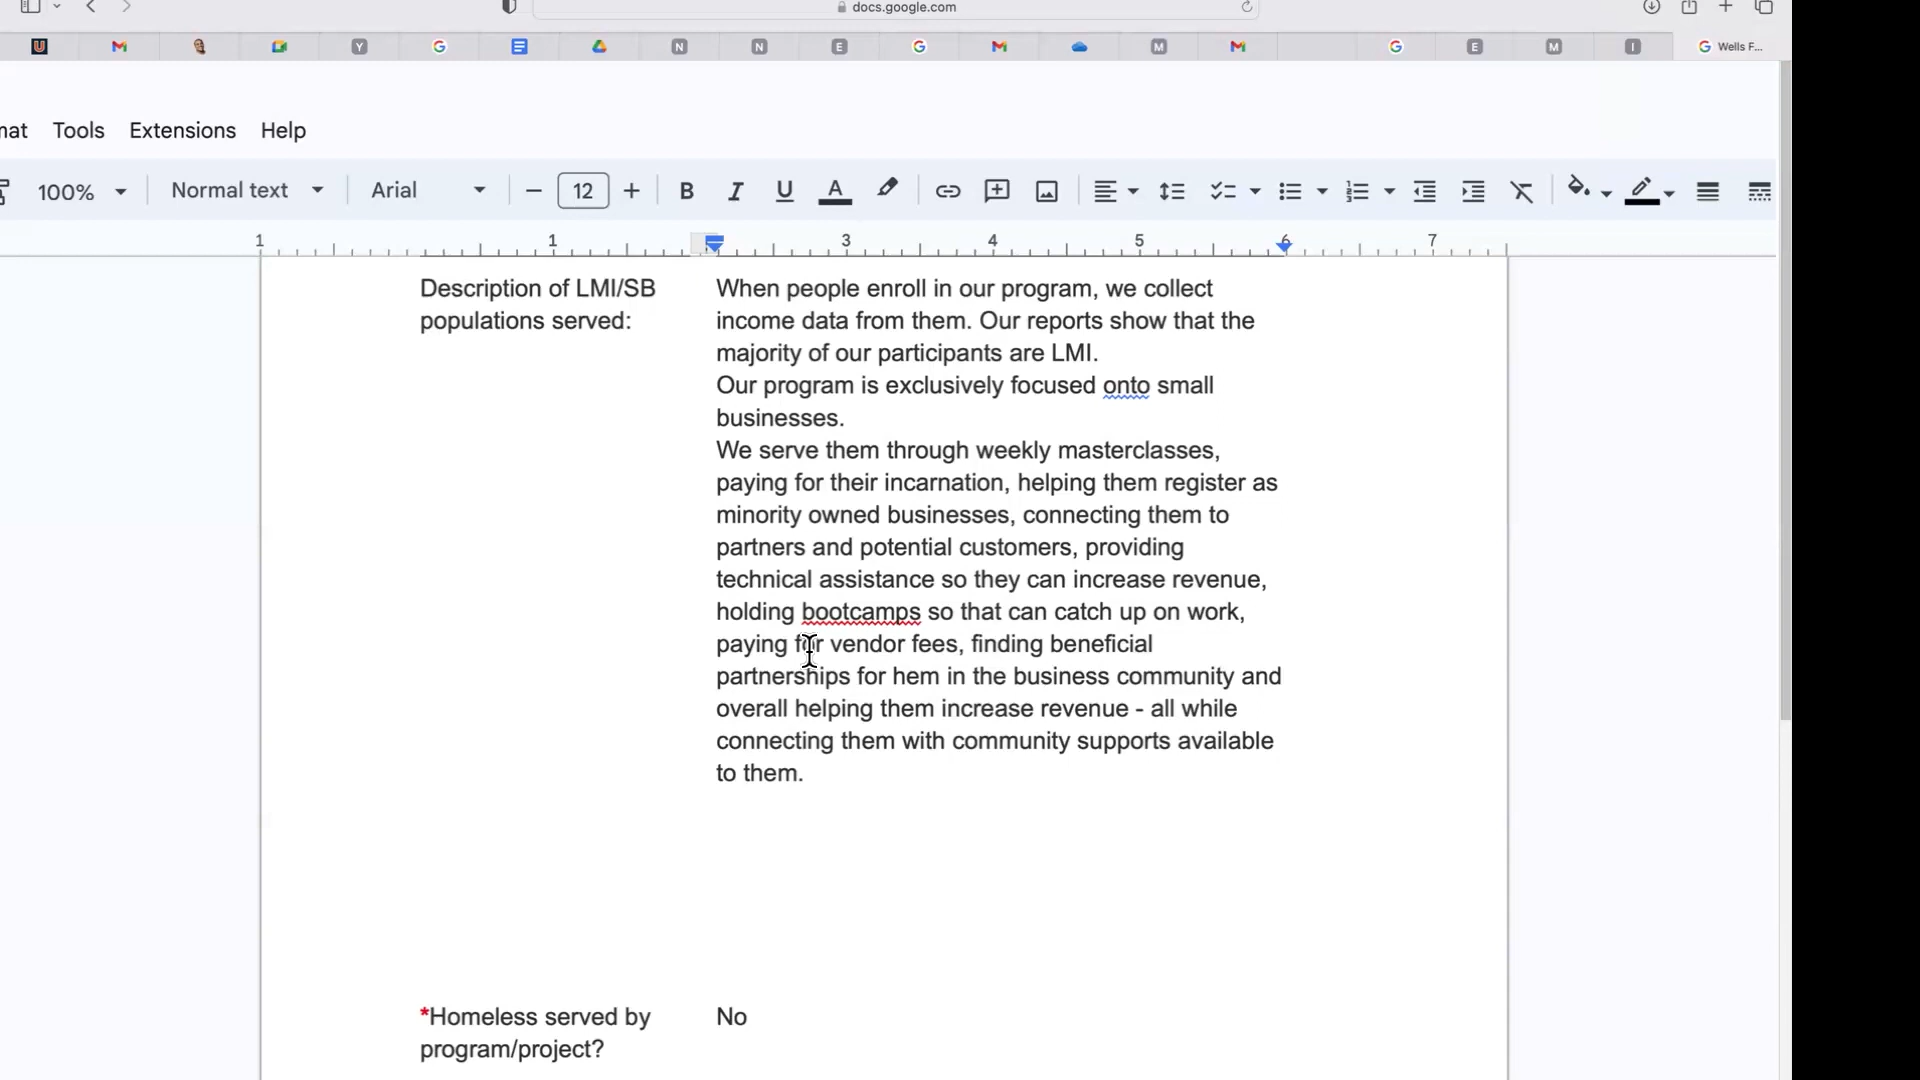 docs.google.com
Wells F...
mat Tools Extensions Help
100% Normal text Arial 12
1 1 3 4 5 6 7
Description of LMI/SB
populations served:
When people enroll in our program, we collect
income data from them. Our reports show that the
majority of our participants are LMI.
Our program is exclusively focused onto small
businesses.
We serve them through weekly masterclasses,
paying for their incarnation, helping them register as
minority owned businesses, connecting them to
partners and potential customers, providing
technical assistance so they can increase revenue,
holding bootcamps so that can catch up on work,
paying for vendor fees, finding beneficial
partnerships for hem in the business community and
overall helping them increase revenue - all while
connecting them with community supports available
to them.
*Homeless served by
program/project?
No